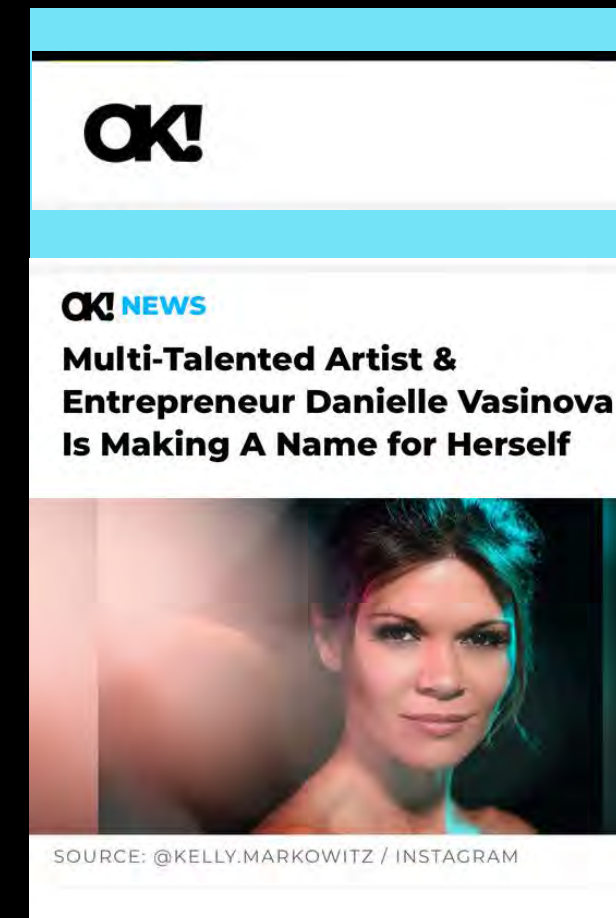 OK!
OK! NEWS
Multi-Talented Artist &
Entrepreneur Danielle Vasinova
Is Making A Name for Herself
SOURCE: @KELLY.MARKOWITZ / INSTAGRAM